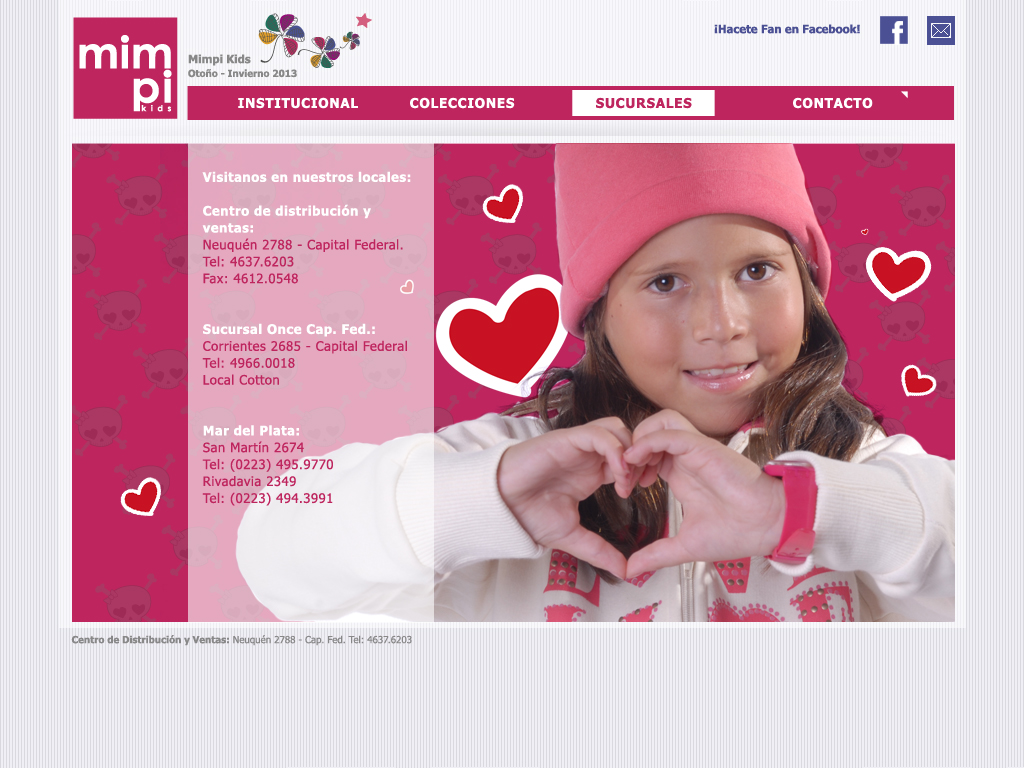 mim
pi
kids
Mimpi Kids
Otoño - Invierno 2013
¡Hacete Fan en Facebook!
f
INSTITUCIONAL COLECCIONES SUCURSALES CONTACTO
Visitanos en nuestros locales:
Centro de distribución y
ventas:
Neuquén 2788 - Capital Federal.
Tel: 4637.6203
Fax: 4612.0548
Sucursal Once Cap. Fed.:
Corrientes 2685 - Capital Federal
Tel: 4966.0018
Local Cotton
Mar del Plata:
San Martín 2674
Tel: (0223) 495.9770
Rivadavia 2349
Tel: (0223) 494.3991
Centro de Distribución y Ventas: Neuquén 2788 - Cap. Fed. Tel: 4637.6203